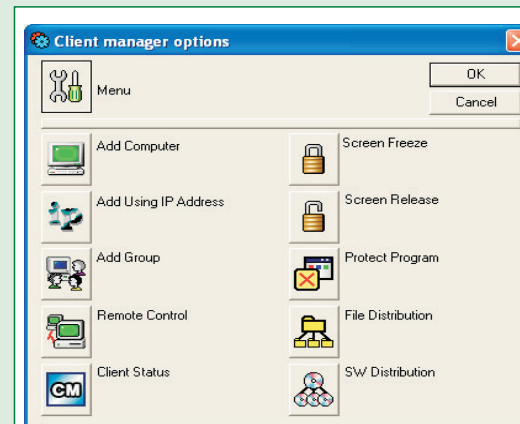 Client manager options
OK
Menu
Cancel
Add Computer
Screen Freeze
Add Using IP Address
Screen Release
Add Group
Protect Program
Remote Control
File Distribution
Client Status
SW Distribution
CM